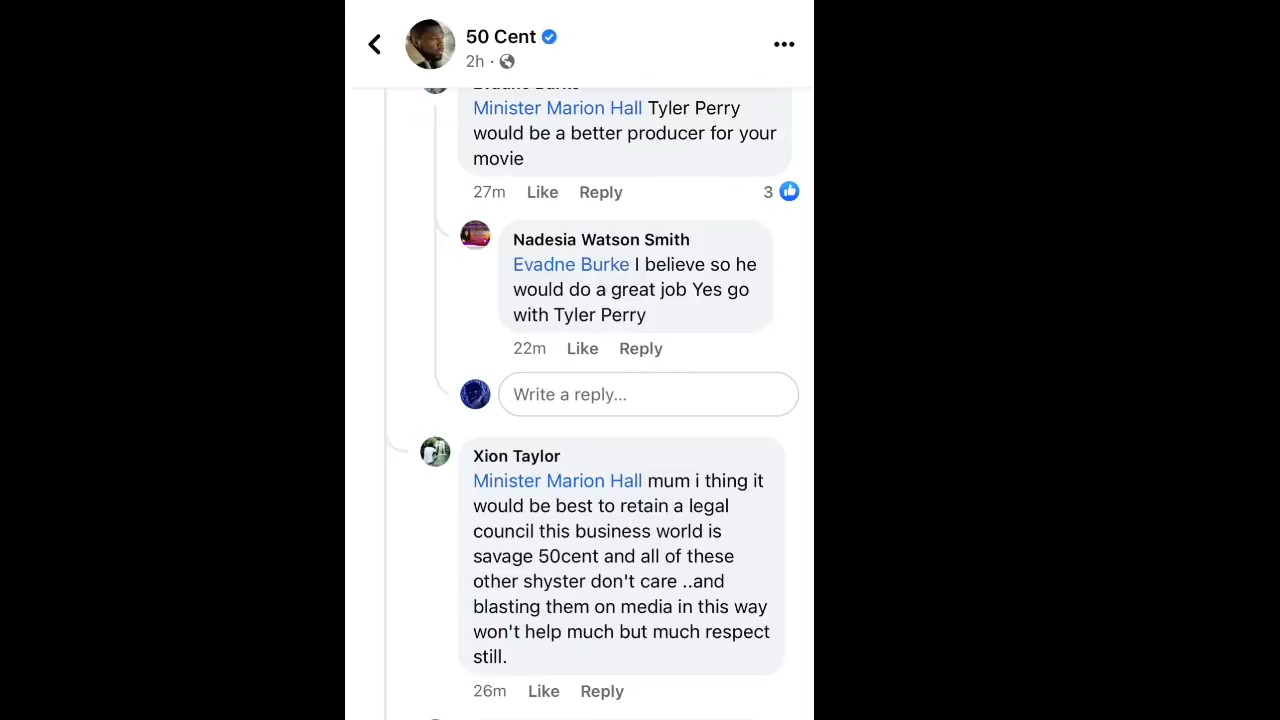 50 Cent
2h ·
Minister Marion Hall Tyler Perry
would be a better producer for your
movie
27m Like Reply 3
Nadesia Watson Smith
Evadne Burke I believe so he
would do a great job Yes go
with Tyler Perry
22m Like Reply
Write a reply...
Xion Taylor
Minister Marion Hall mum i thing it
would be best to retain a legal
council this business world is
savage 50cent and all of these
other shyster don't care ..and
blasting them on media in this way
won't help much but much respect
still.
26m Like Reply